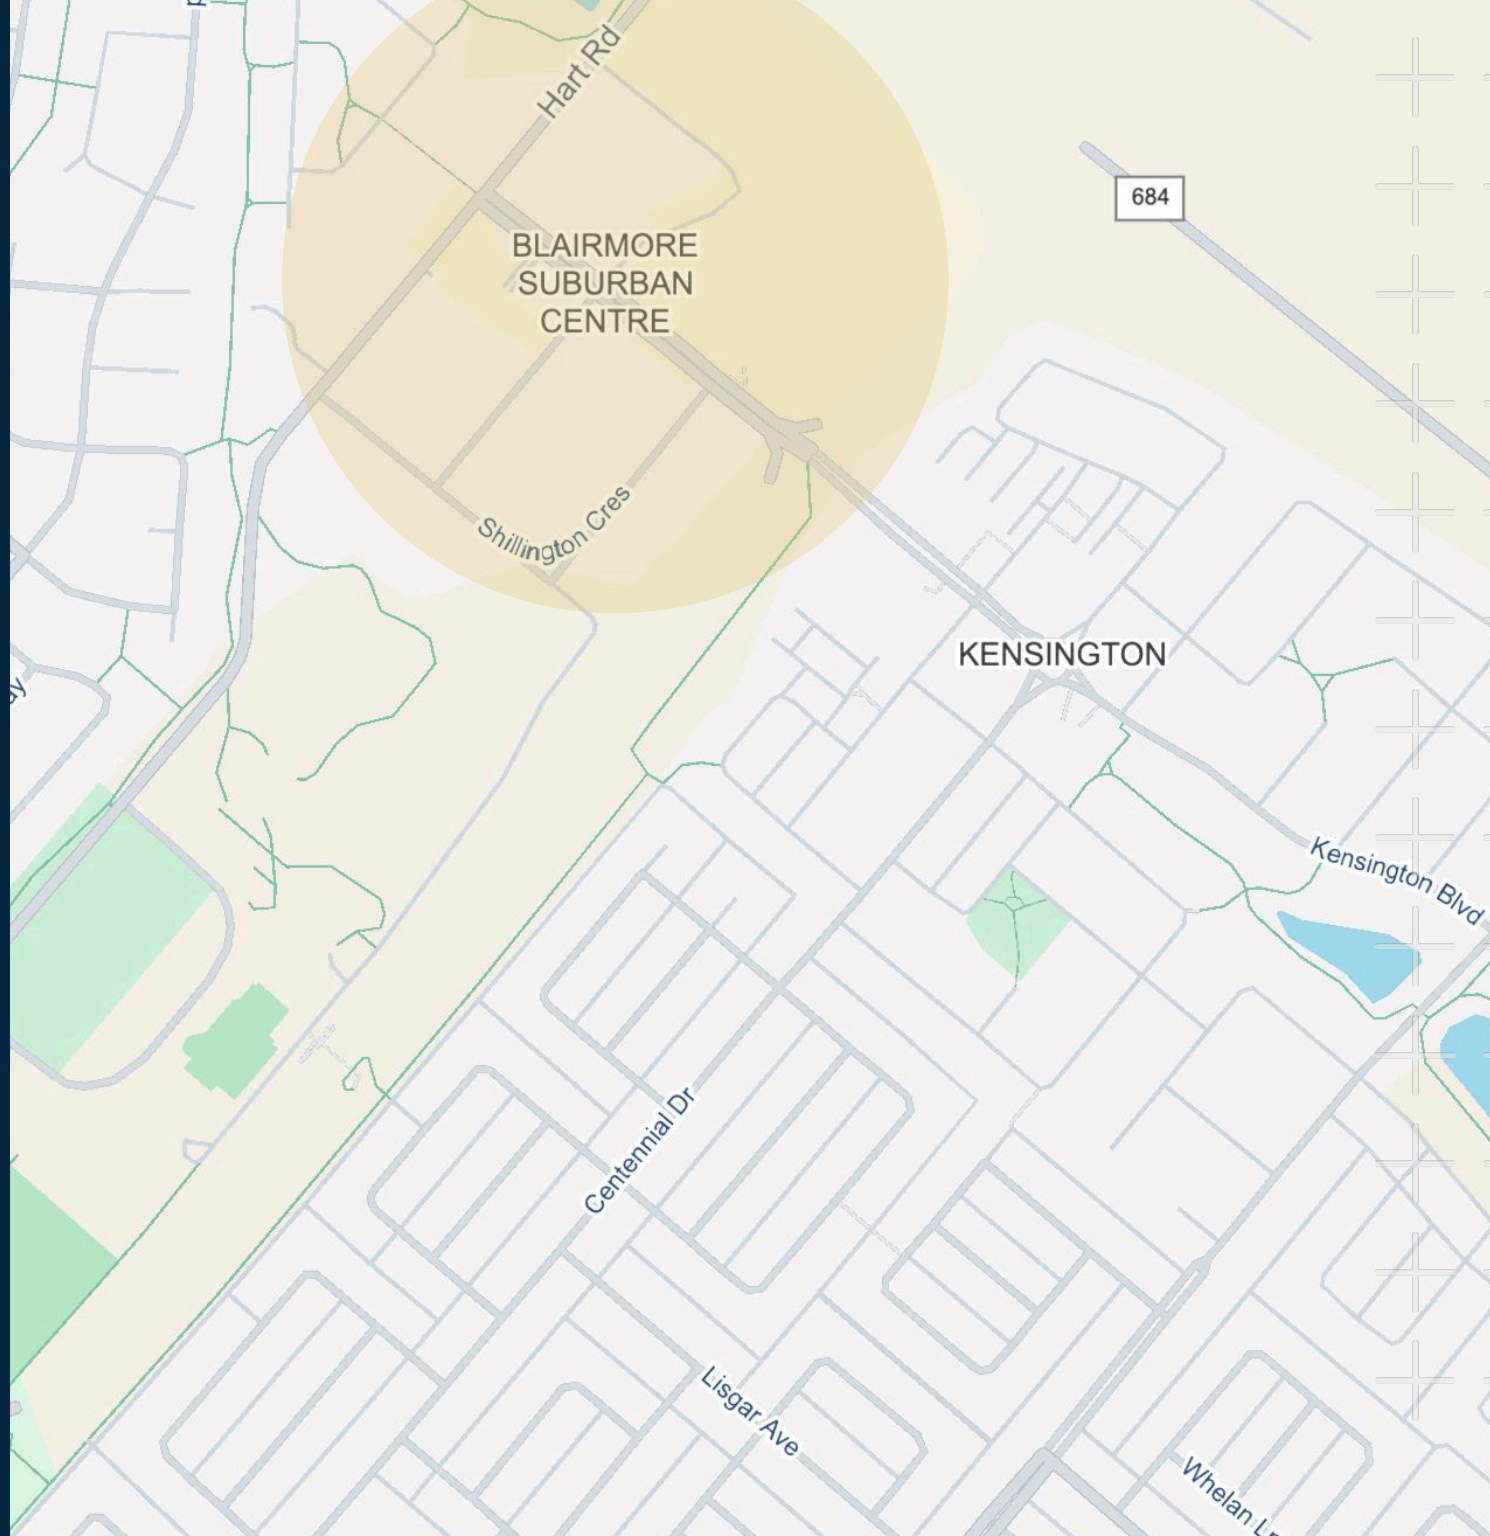 Hart Rd
684
BLAIRMORE
SUBURBAN
CENTRE
Shillington Cres
KENSINGTON
Kensington Blvd
Centennial Dr
Lisgar Ave